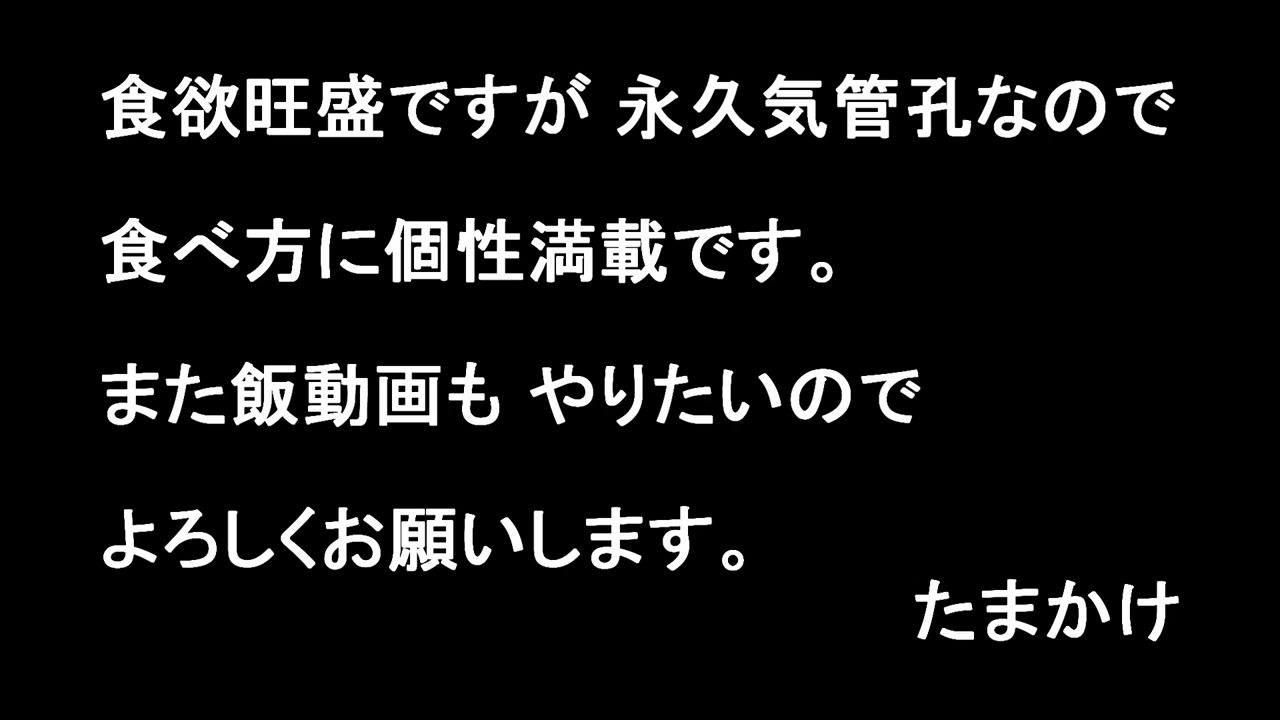 食欲旺盛ですが 永久気管孔なので
食べ方に個性満載です。
また飯動画も やりたいので
よろしくお願いします。
たまかけ